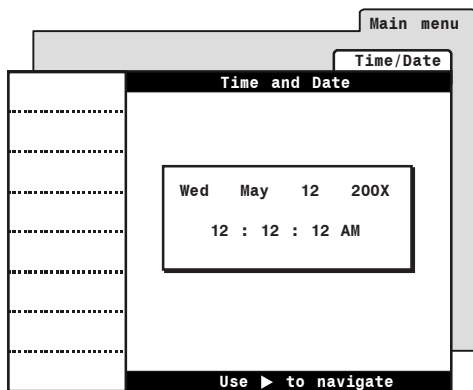 Main menu
Time/Date
Time and Date
Wed May 12 200X
12 : 12 : 12 AM
Use ▶ to navigate